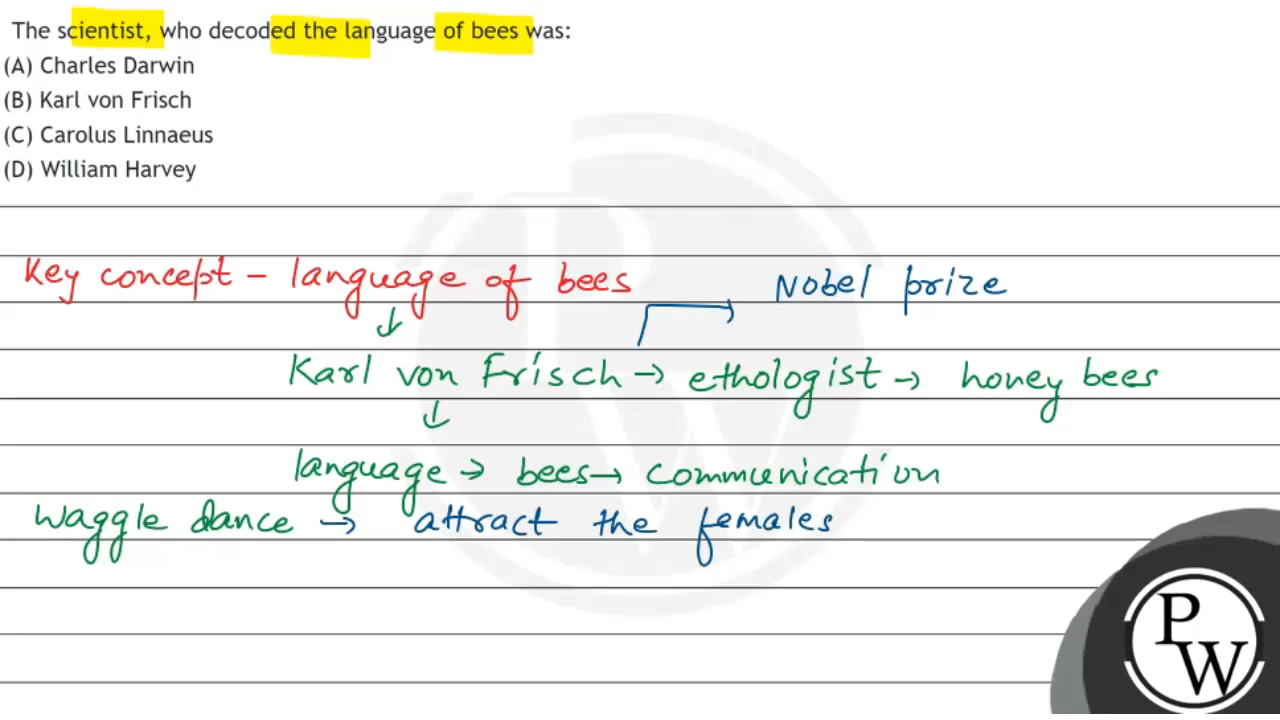 The scientist, who decoded the language of bees was:
(A) Charles Darwin
(B) Karl von Frisch
(C) Carolus Linnaeus
(D) William Harvey
Key concept - language of bees
Nobel prize
↓
Karl von Frisch → ethologist → honey bees
↓
language → bees → communication
Waggle dance → attract the females
PW